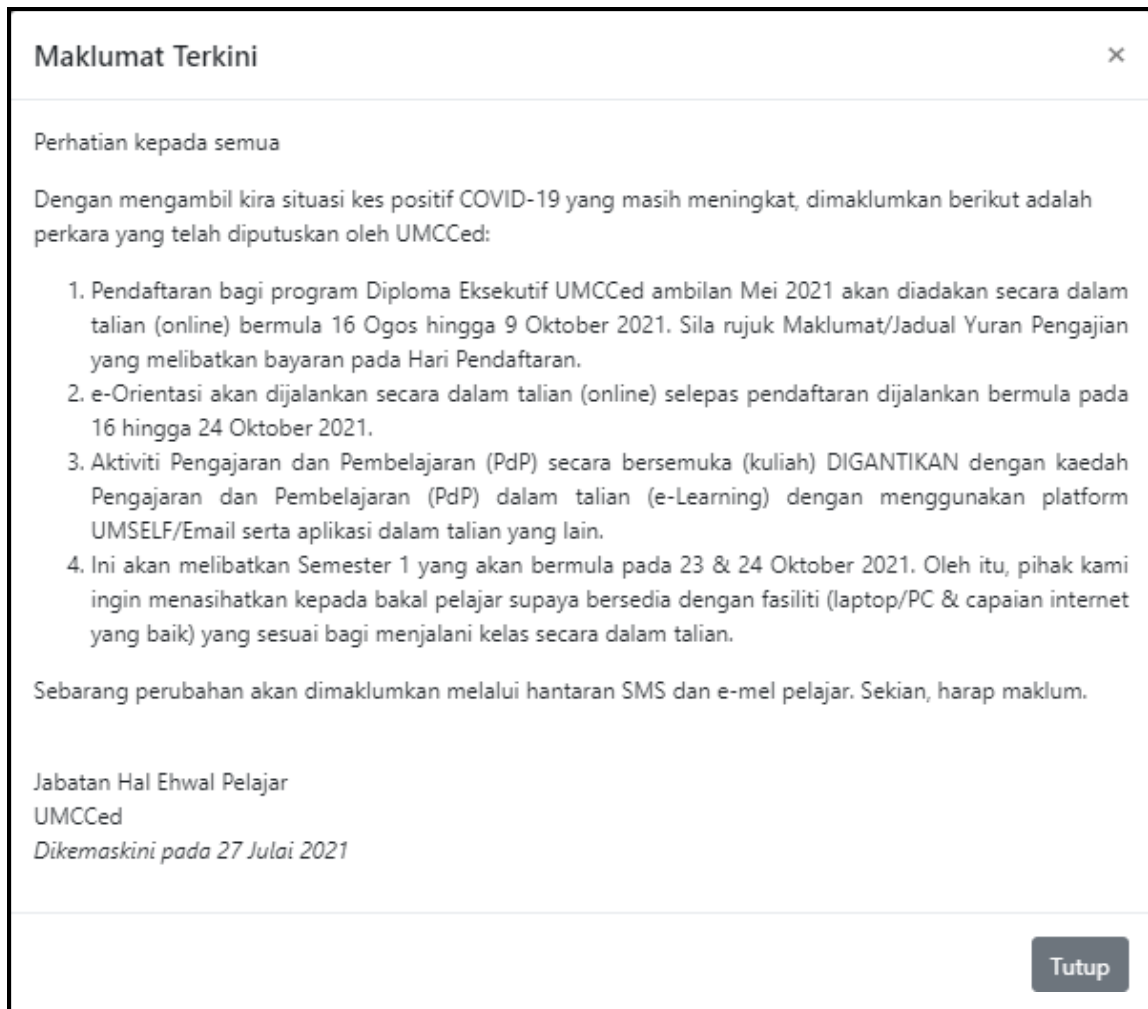 Maklumat Terkini
×
Perhatian kepada semua
Dengan mengambil kira situasi kes positif COVID-19 yang masih meningkat, dimaklumkan berikut adalah
perkara yang telah diputuskan oleh UMCCed:
1. Pendaftaran bagi program Diploma Eksekutif UMCCed ambilan Mei 2021 akan diadakan secara dalam
talian (online) bermula 16 Ogos hingga 9 Oktober 2021. Sila rujuk Maklumat/Jadual Yuran Pengajian
yang melibatkan bayaran pada Hari Pendaftaran.
2. e-Orientasi akan dijalankan secara dalam talian (online) selepas pendaftaran dijalankan bermula pada
16 hingga 24 Oktober 2021.
3. Aktiviti Pengajaran dan Pembelajaran (PdP) secara bersemuka (kuliah) DIGANTIKAN dengan kaedah
Pengajaran dan Pembelajaran (PdP) dalam talian (e-Learning) dengan menggunakan platform
UMSELF/Email serta aplikasi dalam talian yang lain.
4. Ini akan melibatkan Semester 1 yang akan bermula pada 23 & 24 Oktober 2021. Oleh itu, pihak kami
ingin menasihatkan kepada bakal pelajar supaya bersedia dengan fasiliti (laptop/PC & capaian internet
yang baik) yang sesuai bagi menjalani kelas secara dalam talian.
Sebarang perubahan akan dimaklumkan melalui hantaran SMS dan e-mel pelajar. Sekian, harap maklum.
Jabatan Hal Ehwal Pelajar
UMCCed
Dikemaskini pada 27 Julai 2021
Tutup